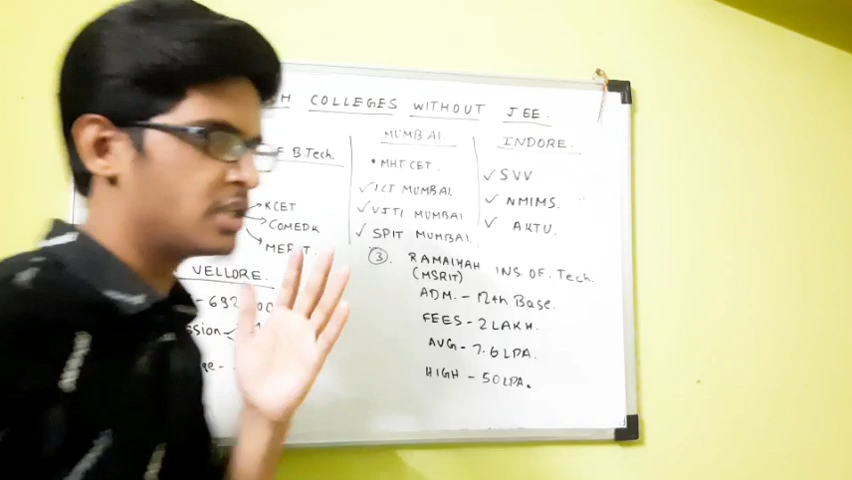 COLLEGES WITHOUT JEE.
B.Tech.
KCET
COMEDK
VELLORE.
MUMBAI.
• MHT CET.
✓ ICT MUMBAI
✓ VJTI MUMBAI
✓ SPIT MUMBAI
INDORE.
✓ SVV
✓ NMIMS.
✓ AKTU.
③. RAMAIHAH INS OF. Tech.
(MSRIT)
ADM. - 12th Base.
FEES - 2 LAKH.
AVG - 7.6 LPA.
HIGH - 50 LPA.